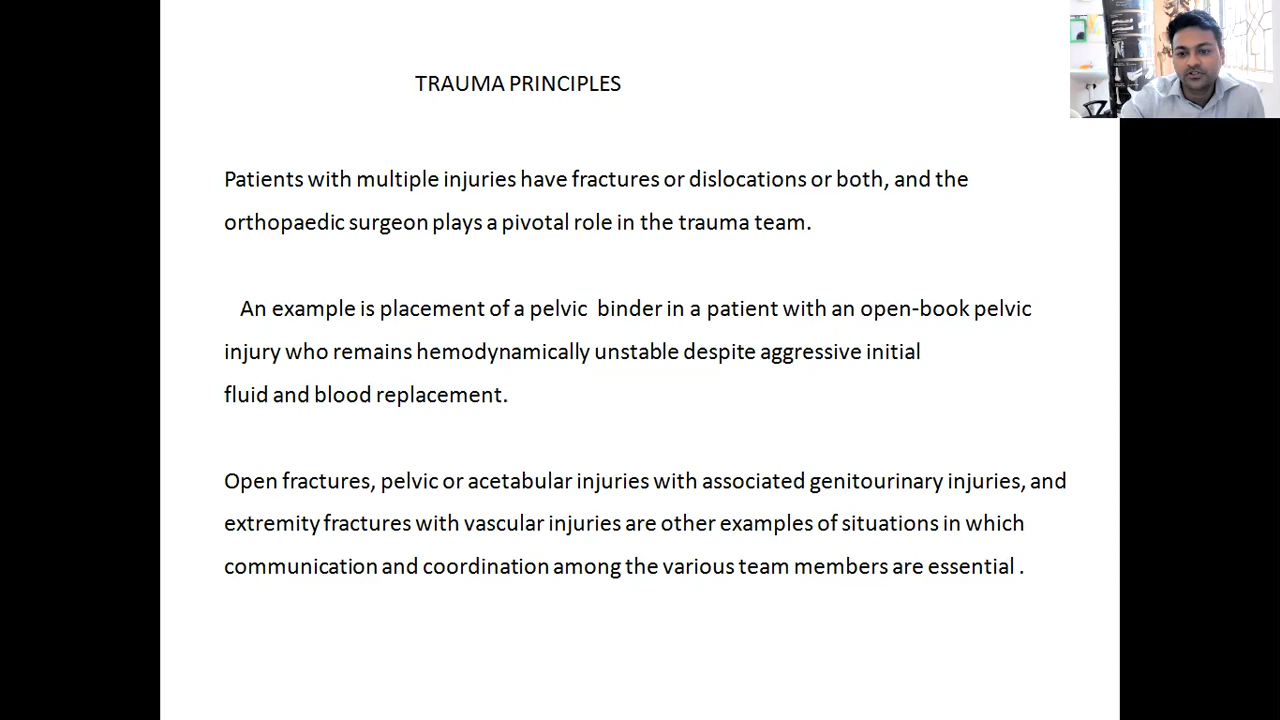 TRAUMA PRINCIPLES
Patients with multiple injuries have fractures or dislocations or both, and the
orthopaedic surgeon plays a pivotal role in the trauma team.
An example is placement of a pelvic binder in a patient with an open-book pelvic
injury who remains hemodynamically unstable despite aggressive initial
fluid and blood replacement.
Open fractures, pelvic or acetabular injuries with associated genitourinary injuries, and
extremity fractures with vascular injuries are other examples of situations in which
communication and coordination among the various team members are essential .